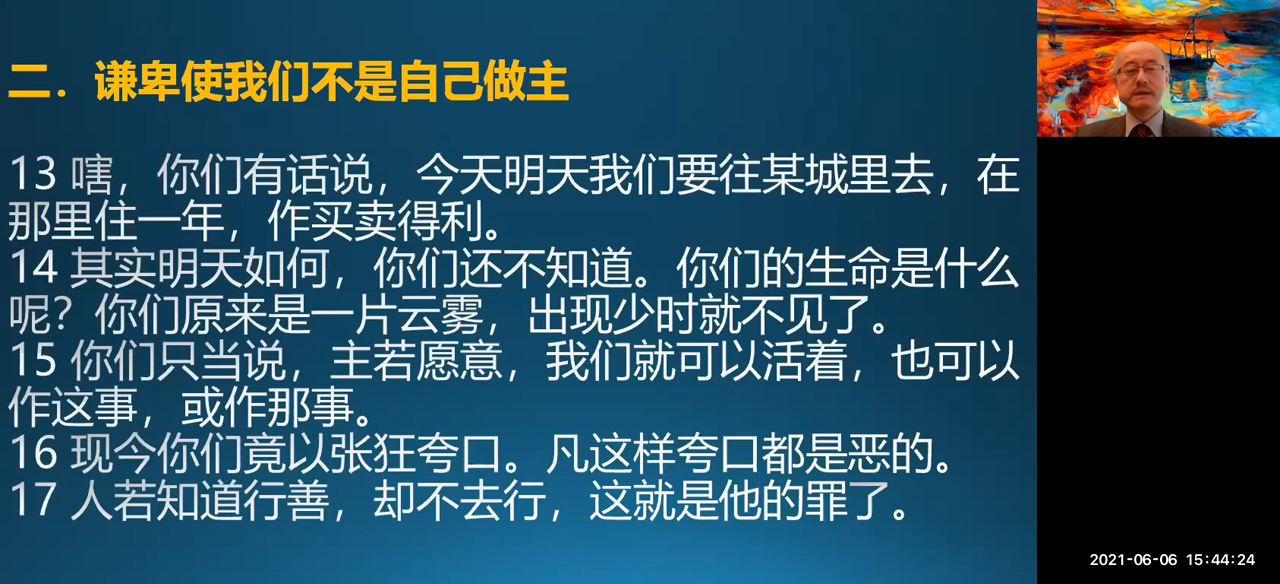 二．谦卑使我们不是自己做主
13 嗐，你们有话说，今天明天我们要往某城里去，在
那里住一年，作买卖得利。
14 其实明天如何，你们还不知道。你们的生命是什么
呢？你们原来是一片云雾，出现少时就不见了。
15 你们只当说，主若愿意，我们就可以活着，也可以
作这事，或作那事。
16 现今你们竟以张狂夸口。凡这样夸口都是恶的。
17 人若知道行善，却不去行，这就是他的罪了。
2021-06-06 15:44:24